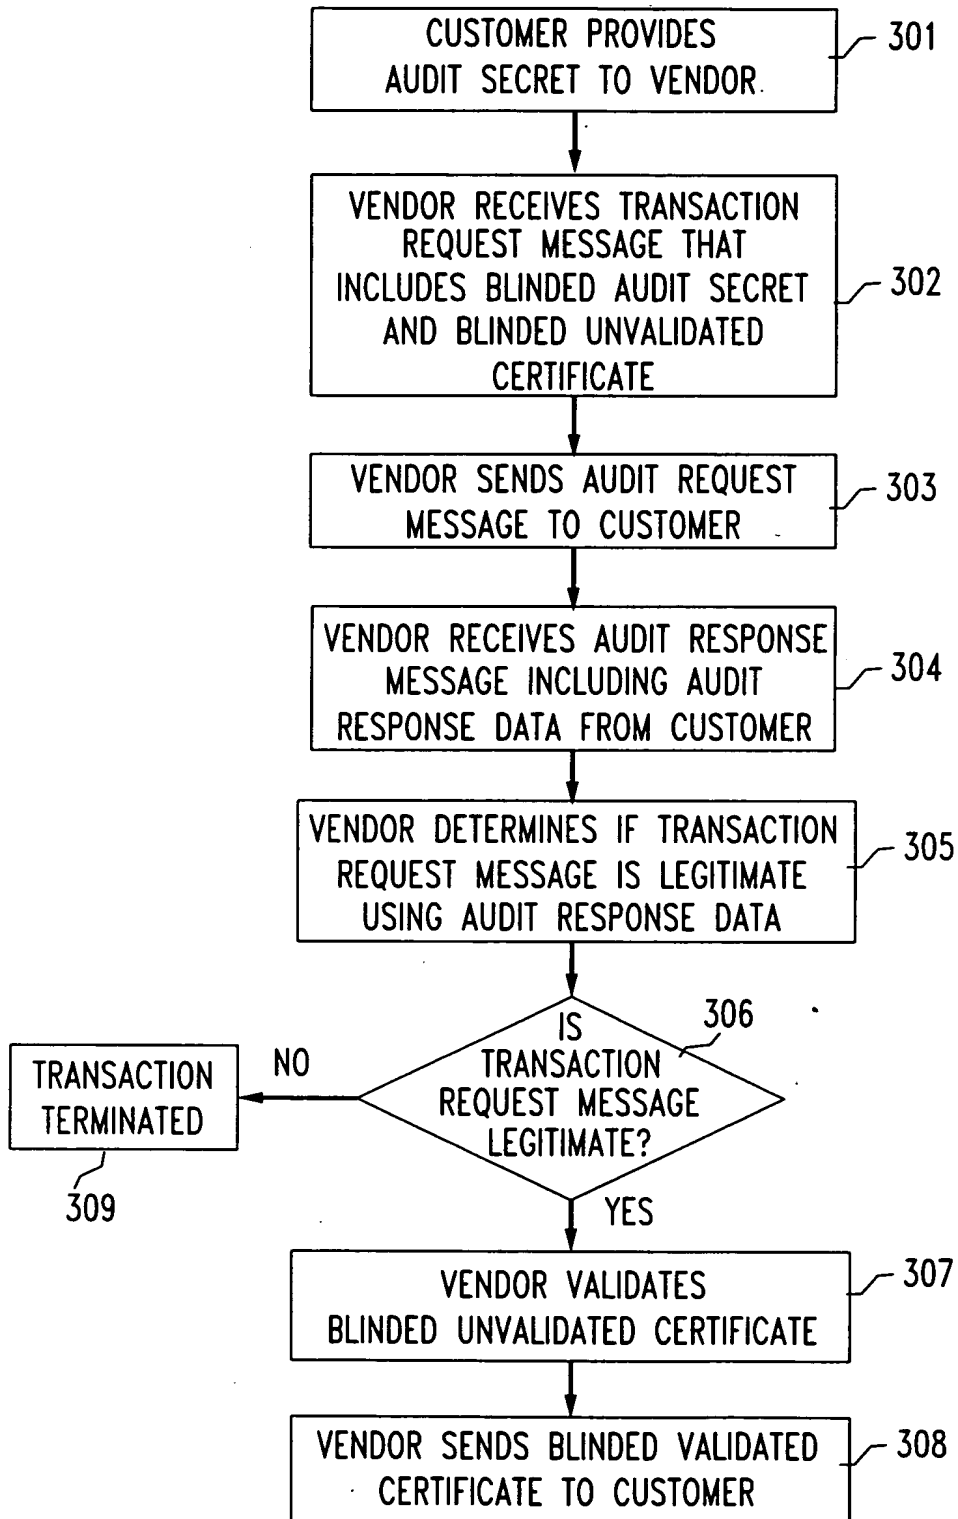 CUSTOMER PROVIDES
AUDIT SECRET TO VENDOR.
301
VENDOR RECEIVES TRANSACTION
REQUEST MESSAGE THAT
INCLUDES BLINDED AUDIT SECRET
AND BLINDED UNVALIDATED
CERTIFICATE
302
VENDOR SENDS AUDIT REQUEST
MESSAGE TO CUSTOMER
303
VENDOR RECEIVES AUDIT RESPONSE
MESSAGE INCLUDING AUDIT
RESPONSE DATA FROM CUSTOMER
304
VENDOR DETERMINES IF TRANSACTION
REQUEST MESSAGE IS LEGITIMATE
USING AUDIT RESPONSE DATA
305
IS
TRANSACTION
REQUEST MESSAGE
LEGITIMATE?
306
NO
TRANSACTION
TERMINATED
309
YES
VENDOR VALIDATES
BLINDED UNVALIDATED CERTIFICATE
307
VENDOR SENDS BLINDED VALIDATED
CERTIFICATE TO CUSTOMER
308